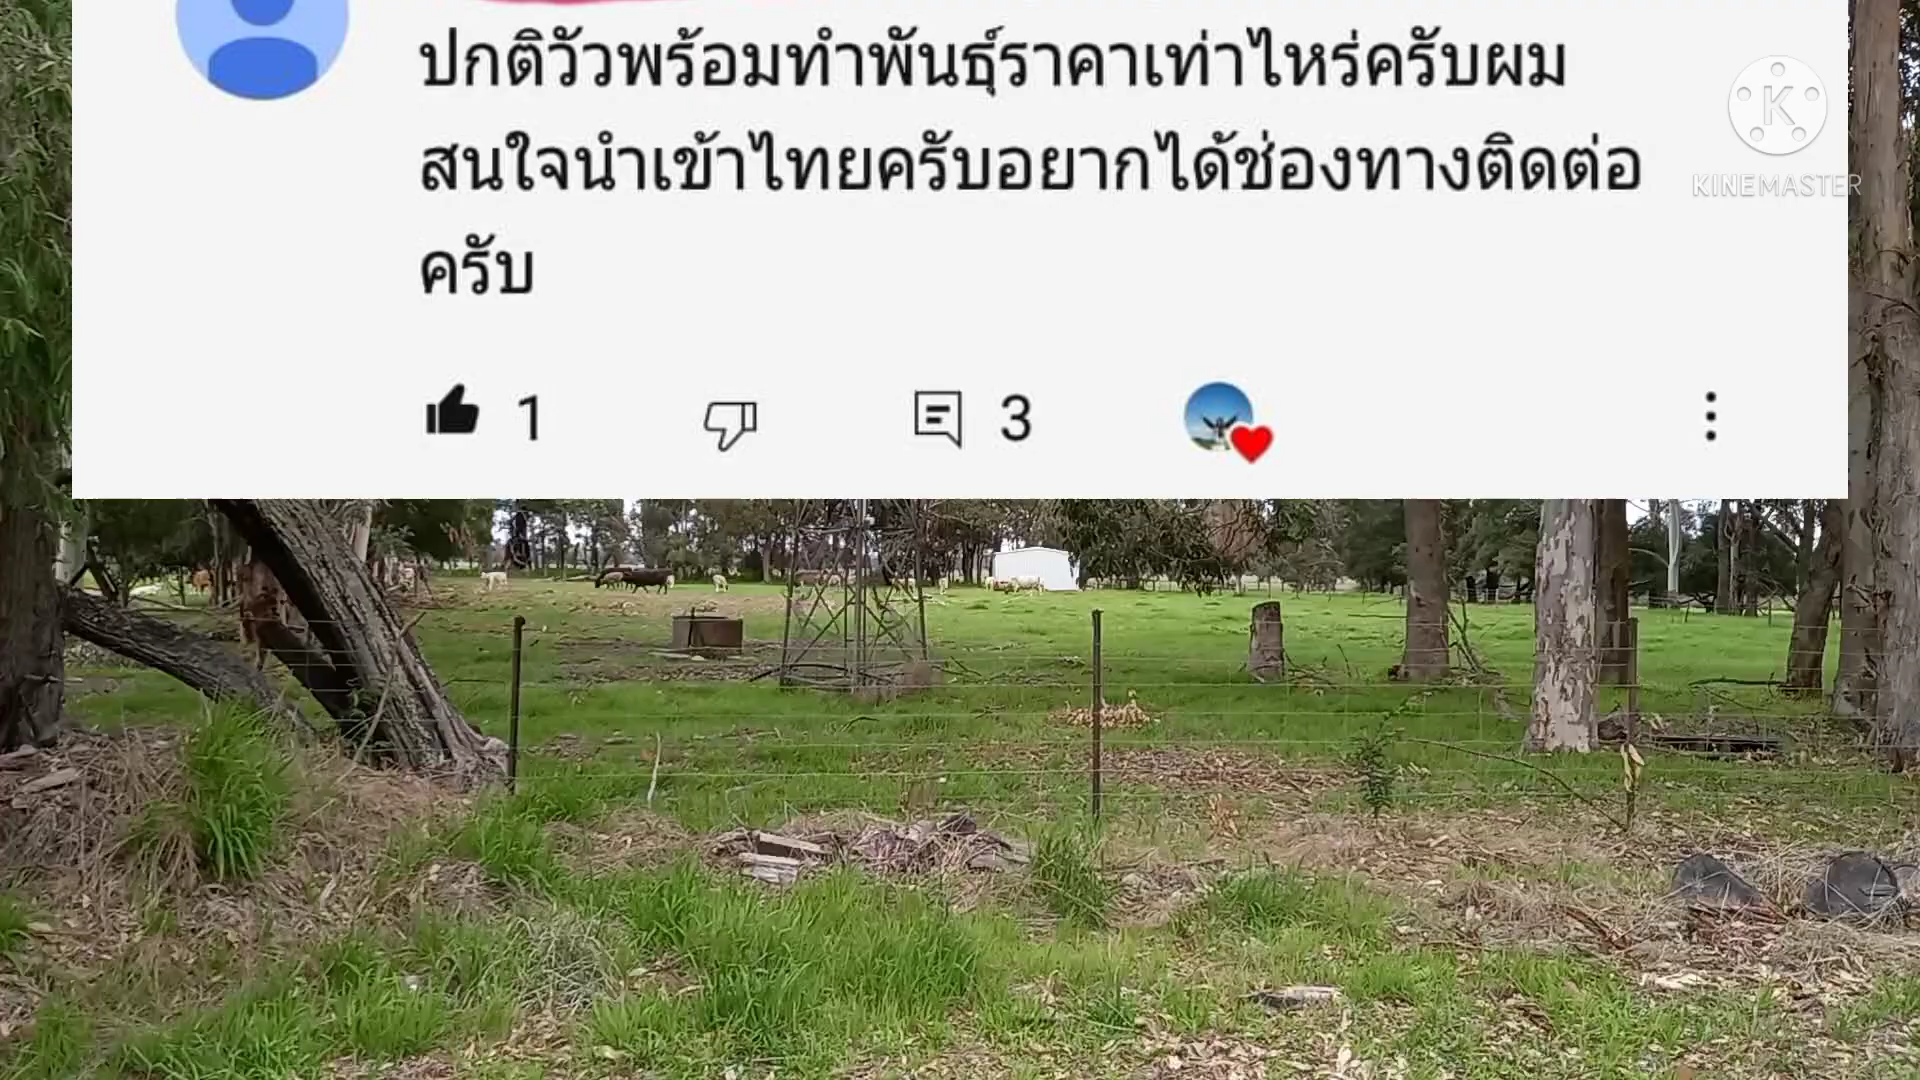 ปกติวัวพร้อมทำพันธุ์ราคาเท่าไหร่ครับผม
สนใจนำเข้าไทยครับอยากได้ช่องทางติดต่อ
ครับ
1
3
K
KINEMASTER